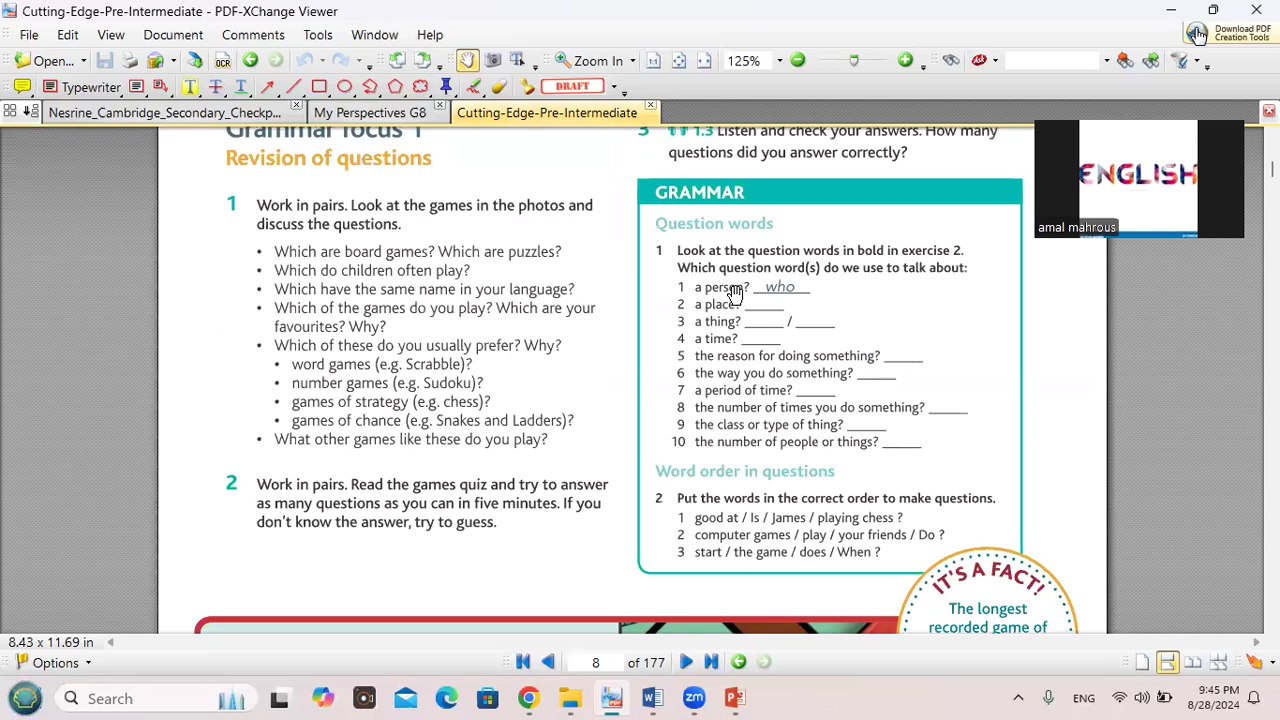 Cutting-Edge-Pre-Intermediate - PDF-XChange Viewer
File Edit View Document Comments Tools Window Help
Download PDF
Creation Tools
Open... OCR Zoom In 125%
Typewriter DRAFT
Nesrine_Cambridge_Secondary_Checkp... My Perspectives G8 Cutting-Edge-Pre-Intermediate
Grammar focus 1
Revision of questions
1 Work in pairs. Look at the games in the photos and
discuss the questions.
• Which are board games? Which are puzzles?
• Which do children often play?
• Which have the same name in your language?
• Which of the games do you play? Which are your
favourites? Why?
• Which of these do you usually prefer? Why?
• word games (e.g. Scrabble)?
• number games (e.g. Sudoku)?
• games of strategy (e.g. chess)?
• games of chance (e.g. Snakes and Ladders)?
• What other games like these do you play?
2 Work in pairs. Read the games quiz and try to answer
as many questions as you can in five minutes. If you
don't know the answer, try to guess.
3 1.3 Listen and check your answers. How many
questions did you answer correctly?
GRAMMAR
Question words
1 Look at the question words in bold in exercise 2.
Which question word(s) do we use to talk about:
1 a person? who
2 a place? ______
3 a thing? ______ / ______
4 a time? ______
5 the reason for doing something? ______
6 the way you do something? ______
7 a period of time? ______
8 the number of times you do something? ______
9 the class or type of thing? ______
10 the number of people or things? ______
Word order in questions
2 Put the words in the correct order to make questions.
1 good at / Is / James / playing chess ?
2 computer games / play / your friends / Do ?
3 start / the game / does / When ?
IT'S A FACT!
The longest
recorded game of
ENGLISH
amal mahrous
8.43 x 11.69 in
Options 8 of 177
Search
ENG
9:45 PM
8/28/2024